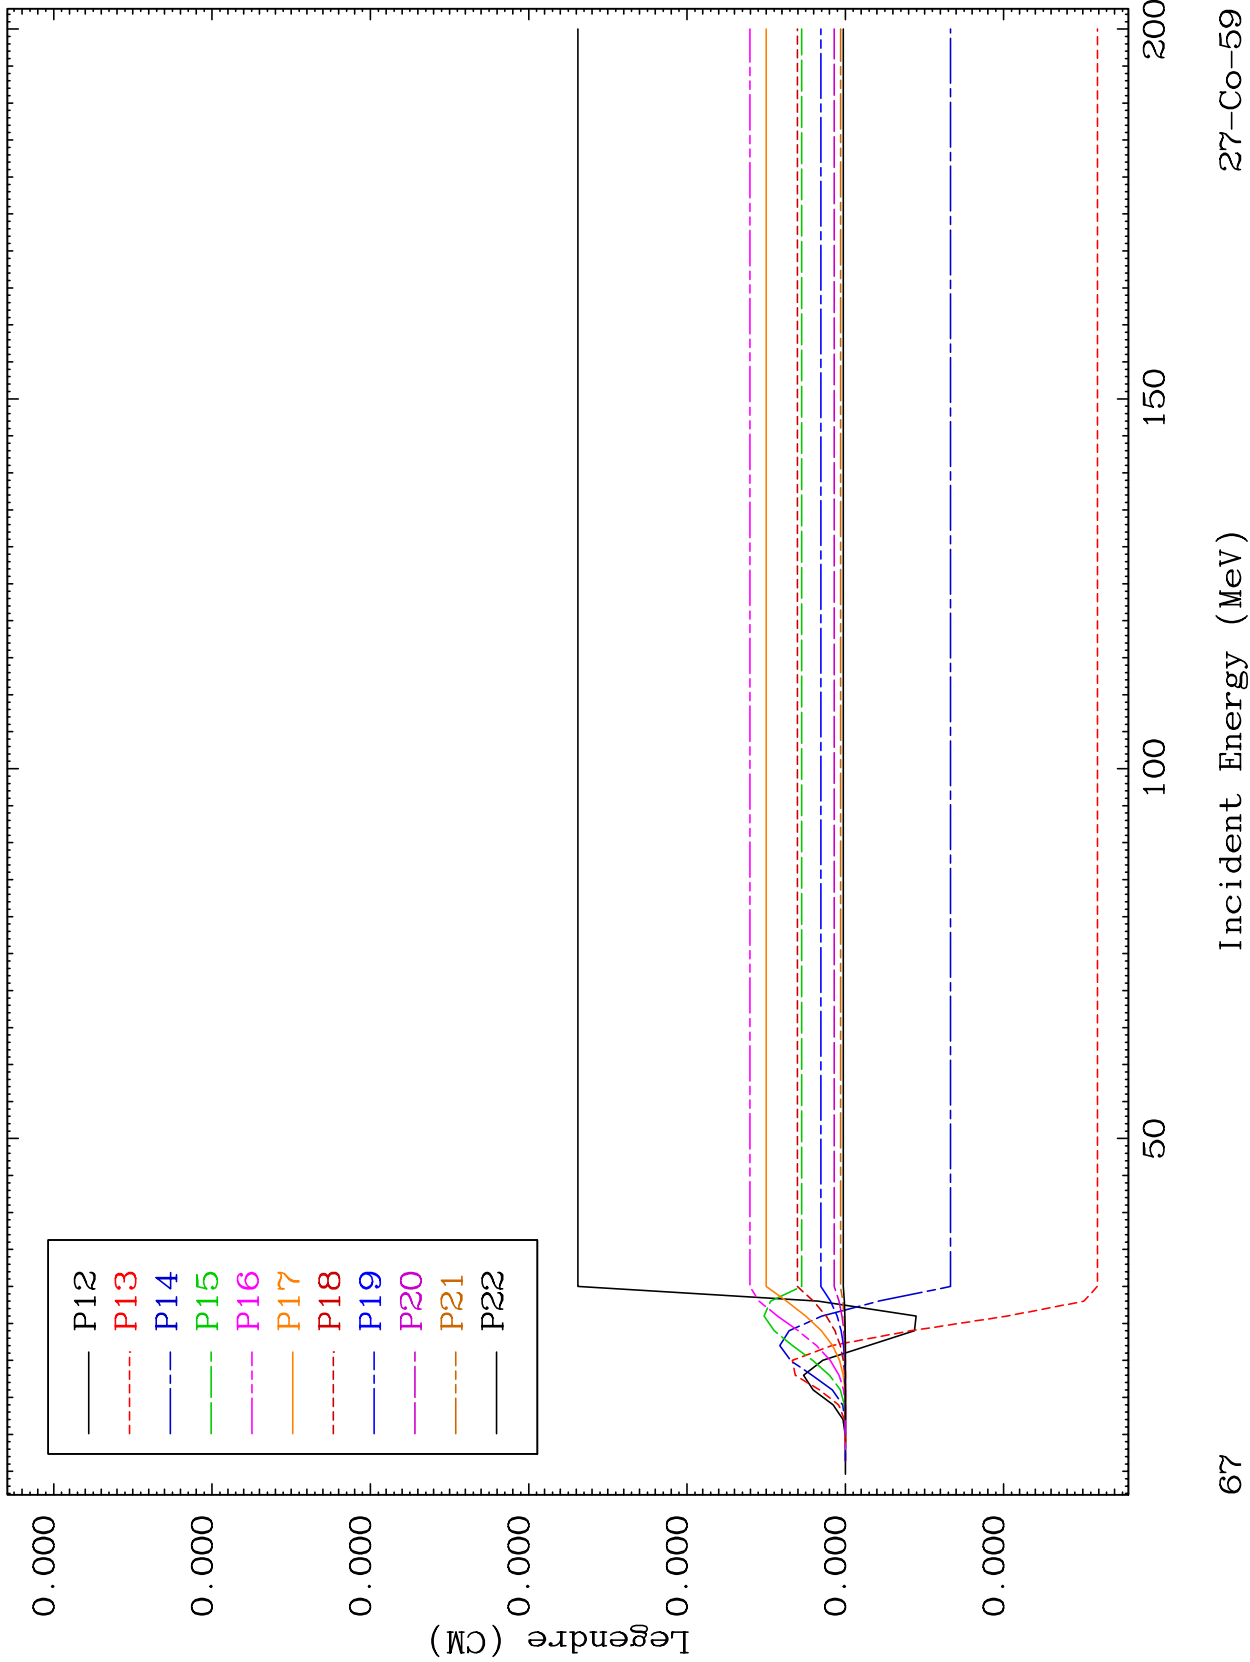 Legendre (CM)
0.000
0.000
0.000
0.000
0.000
0.000
0.000
P12
P13
P14
P15
P16
P17
P18
P19
P20
P21
P22
50
100
150
200
67
Incident Energy (MeV)
27-Co-59